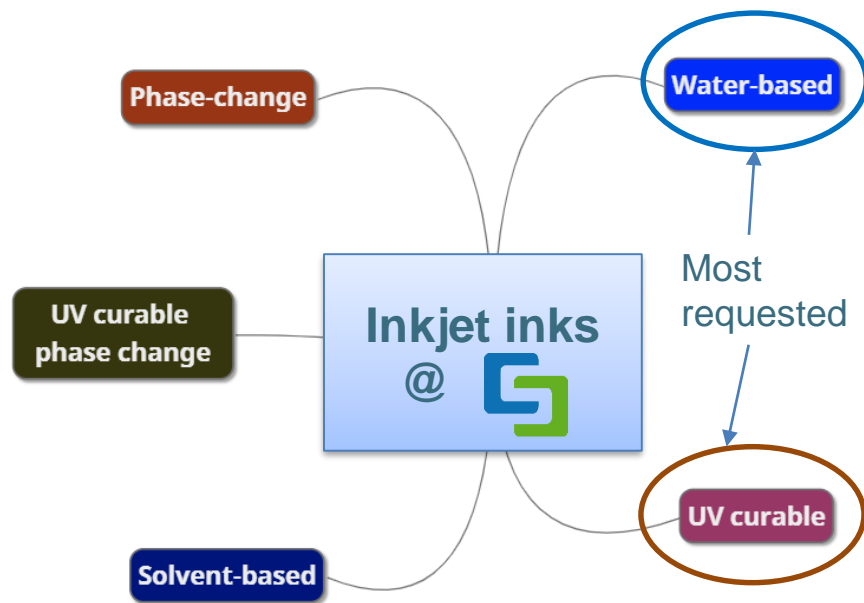 Phase-change
Water-based
UV curable
phase change
Inkjet inks
@
Most
requested
Solvent-based
UV curable